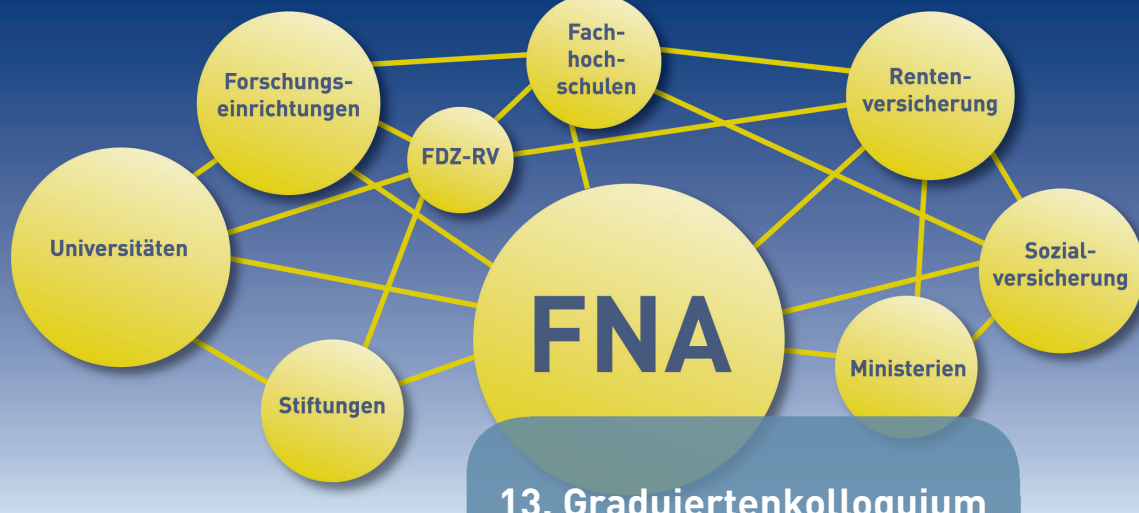 Fach-
hoch-
schulen
Forschungs-
einrichtungen
Renten-
versicherung
FDZ-RV
Universitäten
Sozial-
versicherung
FNA
Ministerien
Stiftungen
13. Graduiertenkolloquium